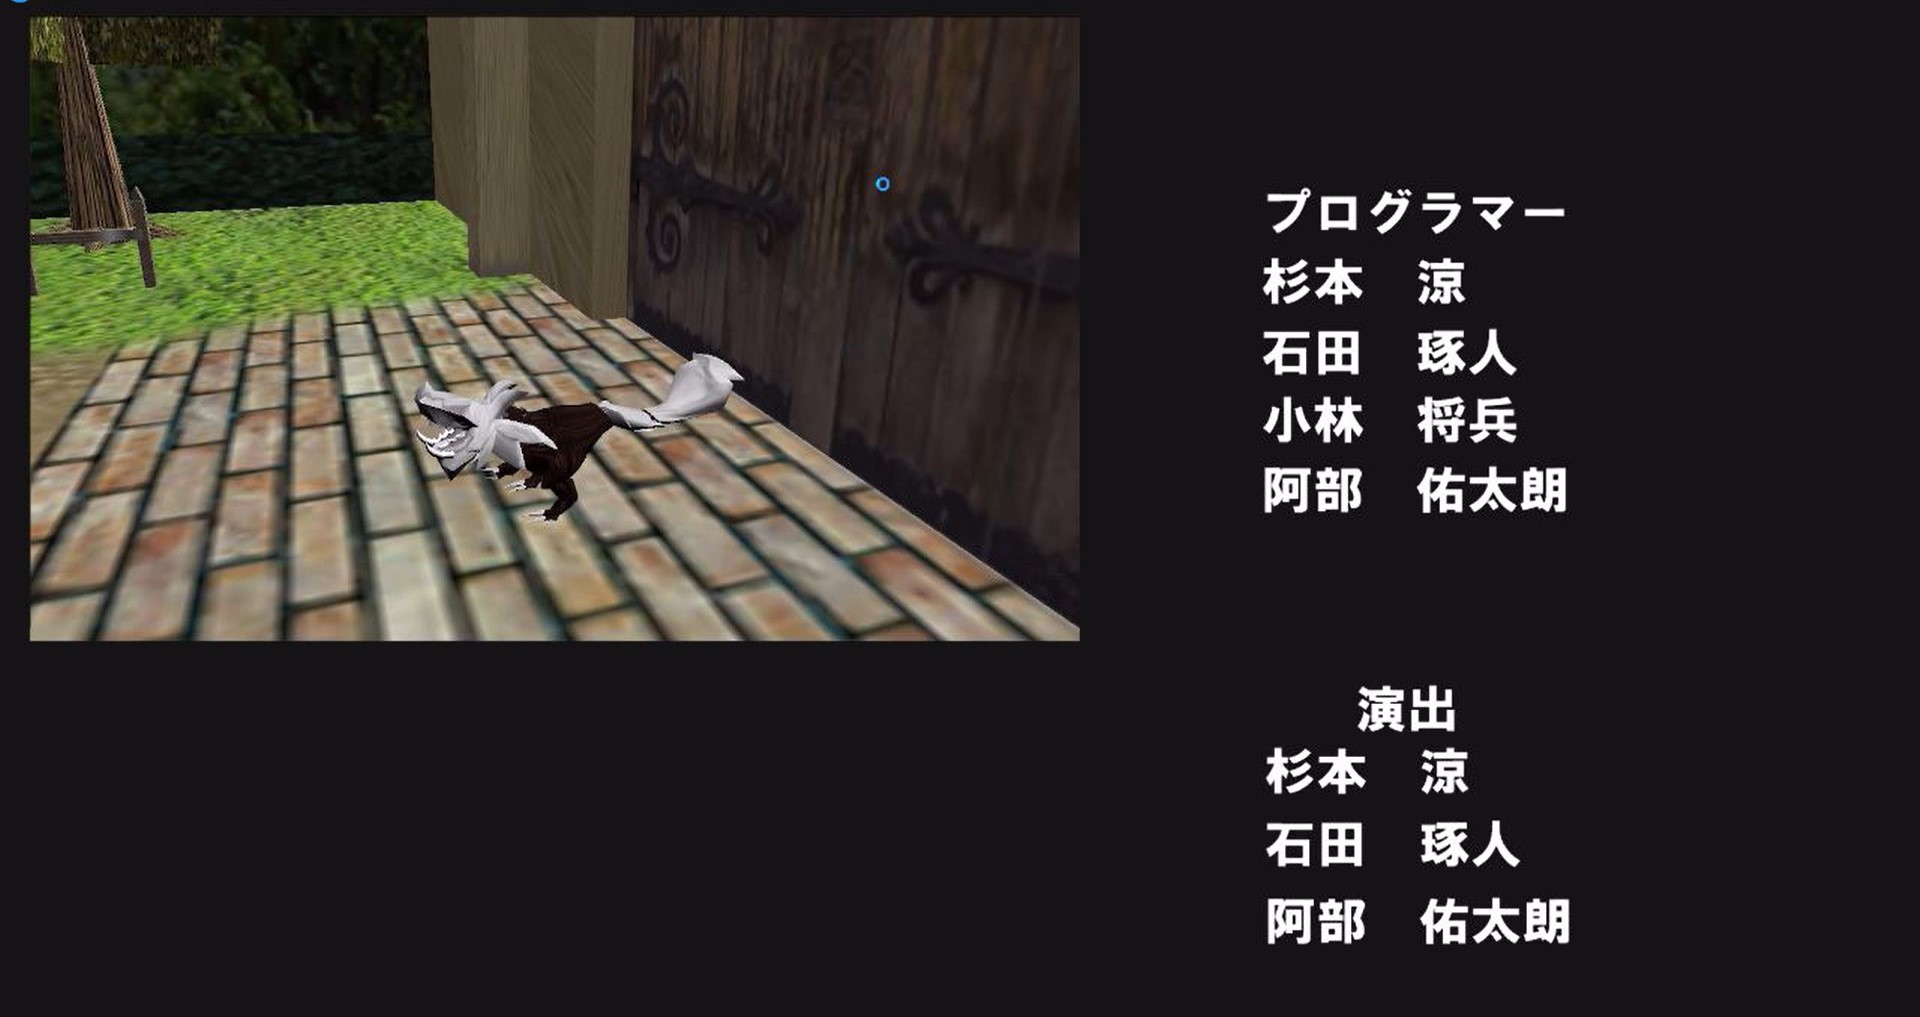 プログラマー
杉本　涼
石田　琢人
小林　将兵
阿部　佑太朗
演出
杉本　涼
石田　琢人
阿部　佑太朗